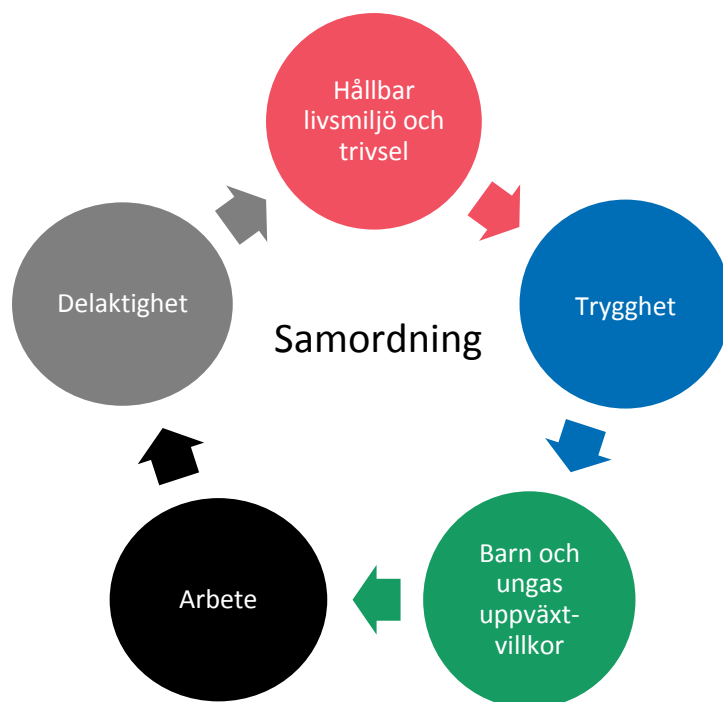 Hållbar
livsmiljö och
trivsel
Delaktighet
Trygghet
Samordning
Barn och
ungas
uppväxt-
villkor
Arbete